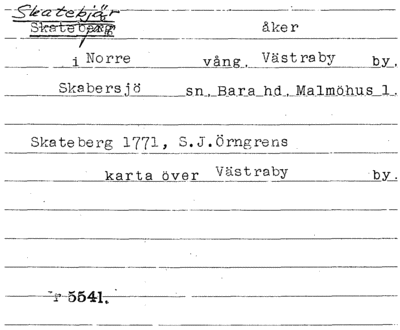 Skatebjär
Skateberg åker
i Norre vång, Västraby by.
Skabersjö sn. Bara hd. Malmöhus l.
Skateberg 1771, S.J.Örngrens
karta över Västraby by.
5541.